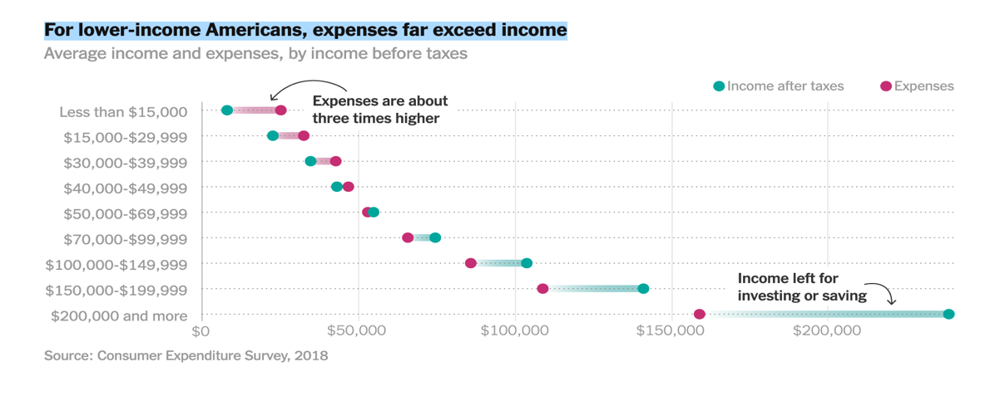 For lower-income Americans, expenses far exceed income
Average income and expenses, by income before taxes
Income after taxes
Expenses
Expenses are about
three times higher
Less than $15,000
$15,000-$29,999
$30,000-$39,999
$40,000-$49,999
$50,000-$69,999
$70,000-$99,999
$100,000-$149,999
$150,000-$199,999
Income left for
investing or saving
$200,000 and more
$0
$50,000
$100,000
$150,000
$200,000
Source: Consumer Expenditure Survey, 2018